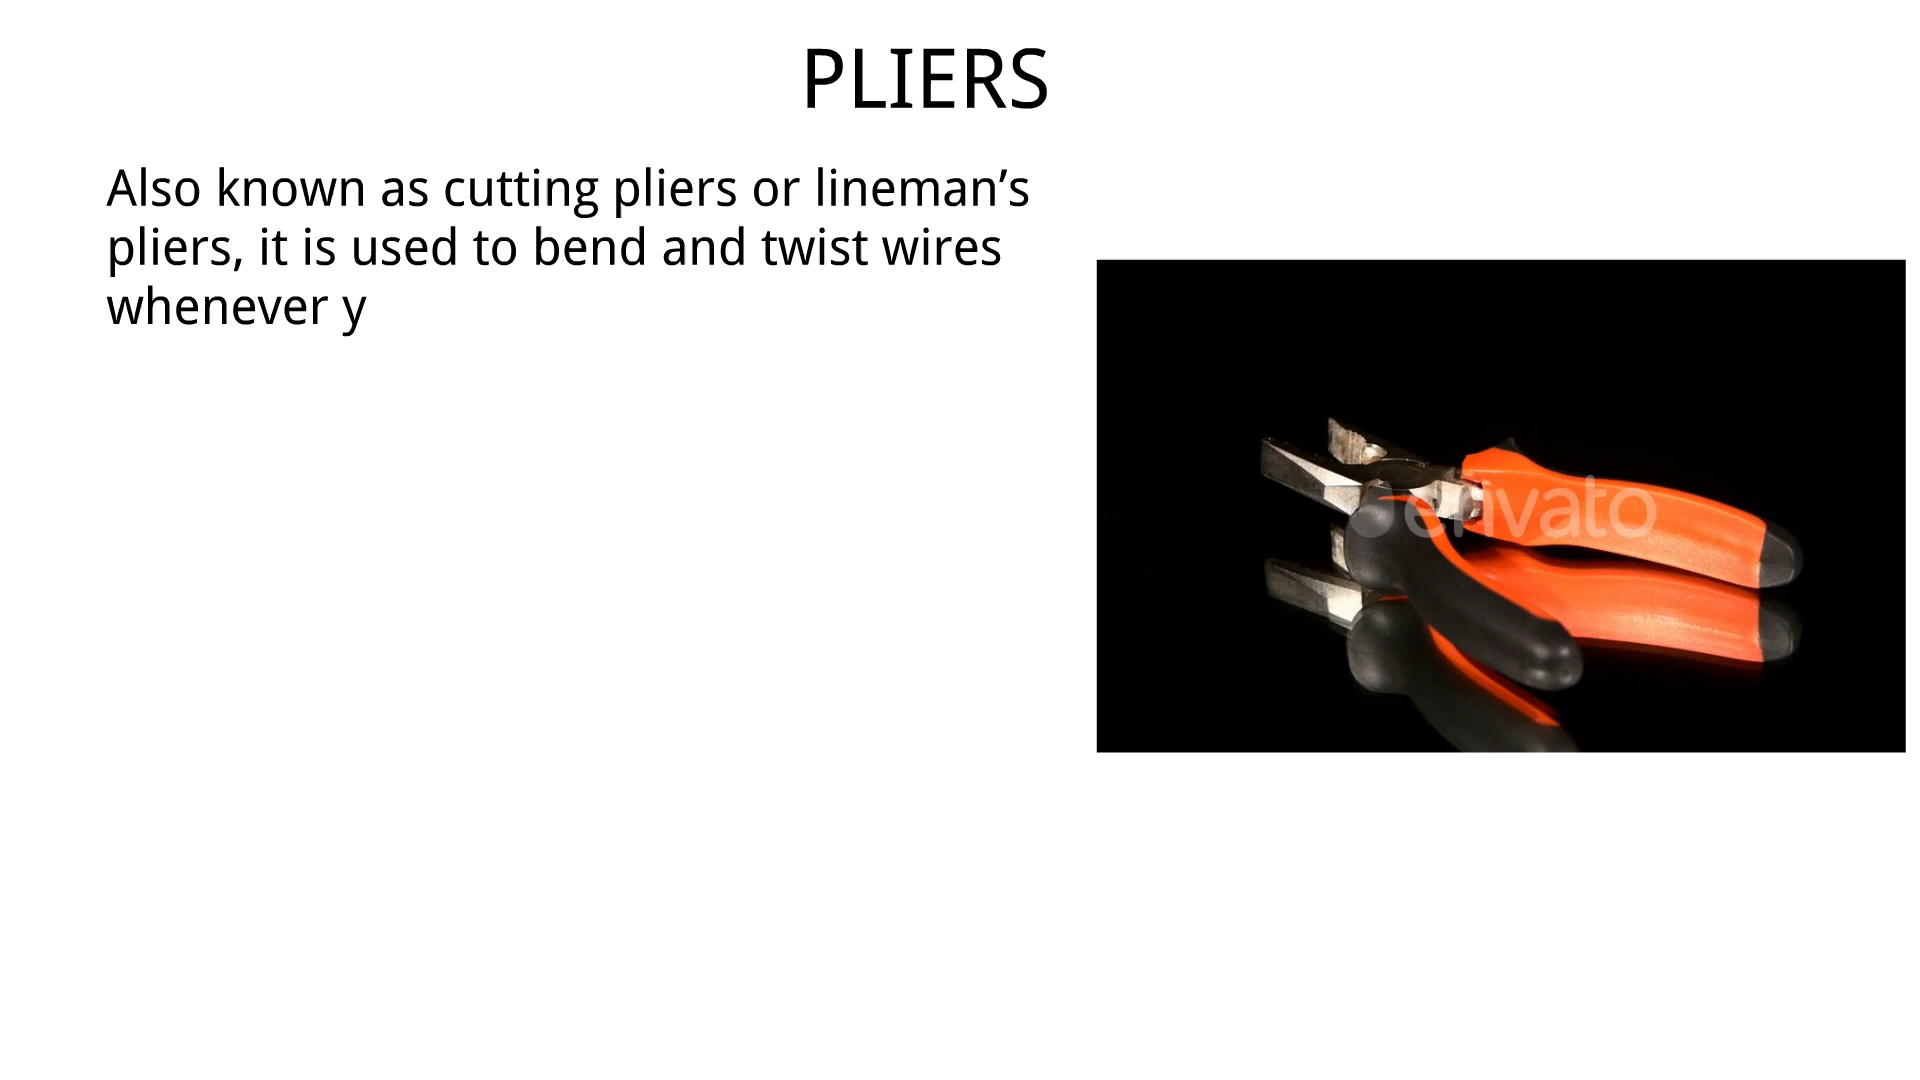 PLIERS
Also known as cutting pliers or lineman’s
pliers, it is used to bend and twist wires
whenever y
envato